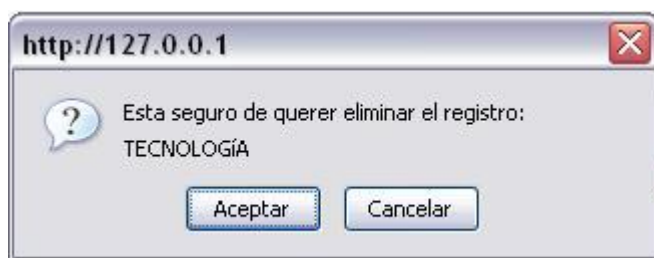 http://127.0.0.1
Esta seguro de querer eliminar el registro:
TECNOLOGíA
Aceptar
Cancelar